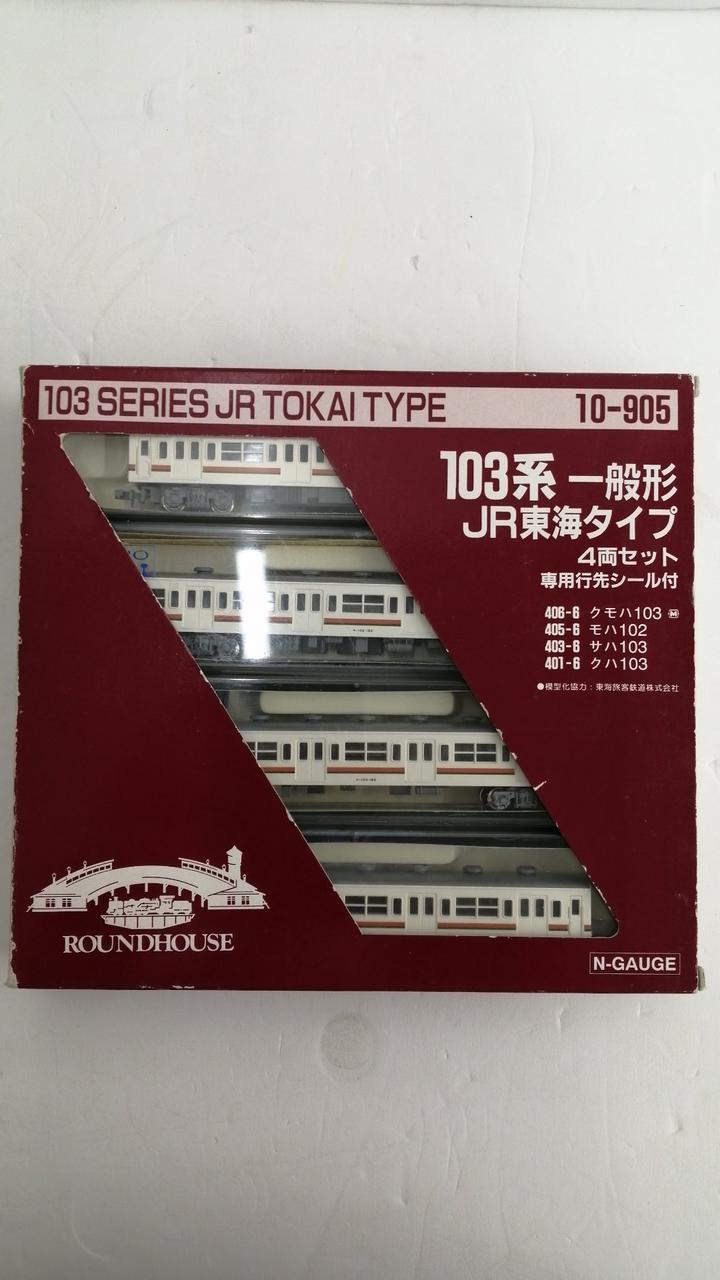 103 SERIES JR TOKAI TYPE 10-905
103系 一般形
JR東海タイプ
4両セット
専用行先シール付
406-6 クモハ103 M
405-6 モハ102
403-6 サハ103
401-6 クハ103
●模型化協力:東海旅客鉄道株式会社
ROUNDHOUSE
N-GAUGE